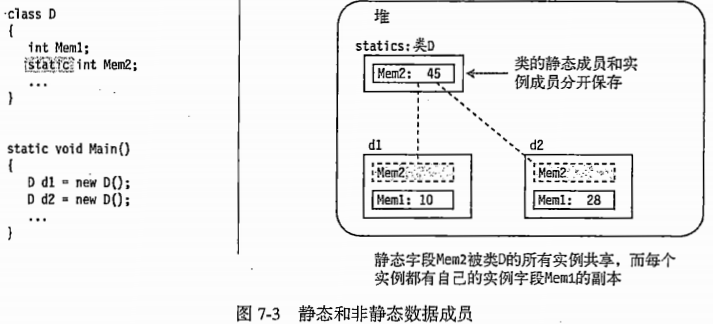 class D
{
int Mem1;
static int Mem2;
...
}
static void Main()
{
D d1 = new D();
D d2 = new D();
...
}
堆
statics:类D
Mem2: 45
类的静态成员和实
例成员分开保存
d1
Mem2
Mem1: 10
d2
Mem2
Mem1: 28
静态字段Mem2被类D的所有实例共享，而每个
实例都有自己的实例字段Mem1的副本
图 7-3 静态和非静态数据成员